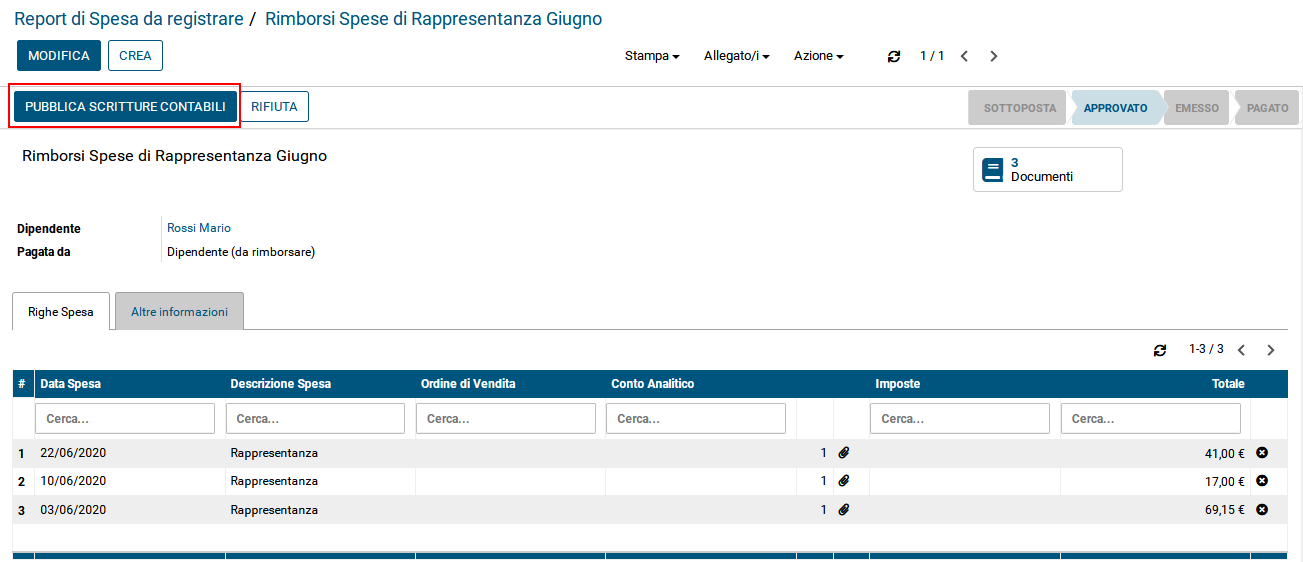 Report di Spesa da registrare / Rimborsi Spese di Rappresentanza Giugno
MODIFICA CREA Stampa Allegato/i Azione 1 / 1
PUBBLICA SCRITTURE CONTABILI RIFIUTA SOTTOPOSTA APPROVATO EMESSO PAGATO
Rimborsi Spese di Rappresentanza Giugno
3
Documenti
Dipendente Rossi Mario
Pagata da Dipendente (da rimborsare)
Righe Spesa Altre informazioni
1-3 / 3
# Data Spesa Descrizione Spesa Ordine di Vendita Conto Analitico Imposte Totale
Cerca... Cerca... Cerca... Cerca... Cerca... Cerca...
1 22/06/2020 Rappresentanza 1 41,00 €
2 10/06/2020 Rappresentanza 1 17,00 €
3 03/06/2020 Rappresentanza 1 69,15 €